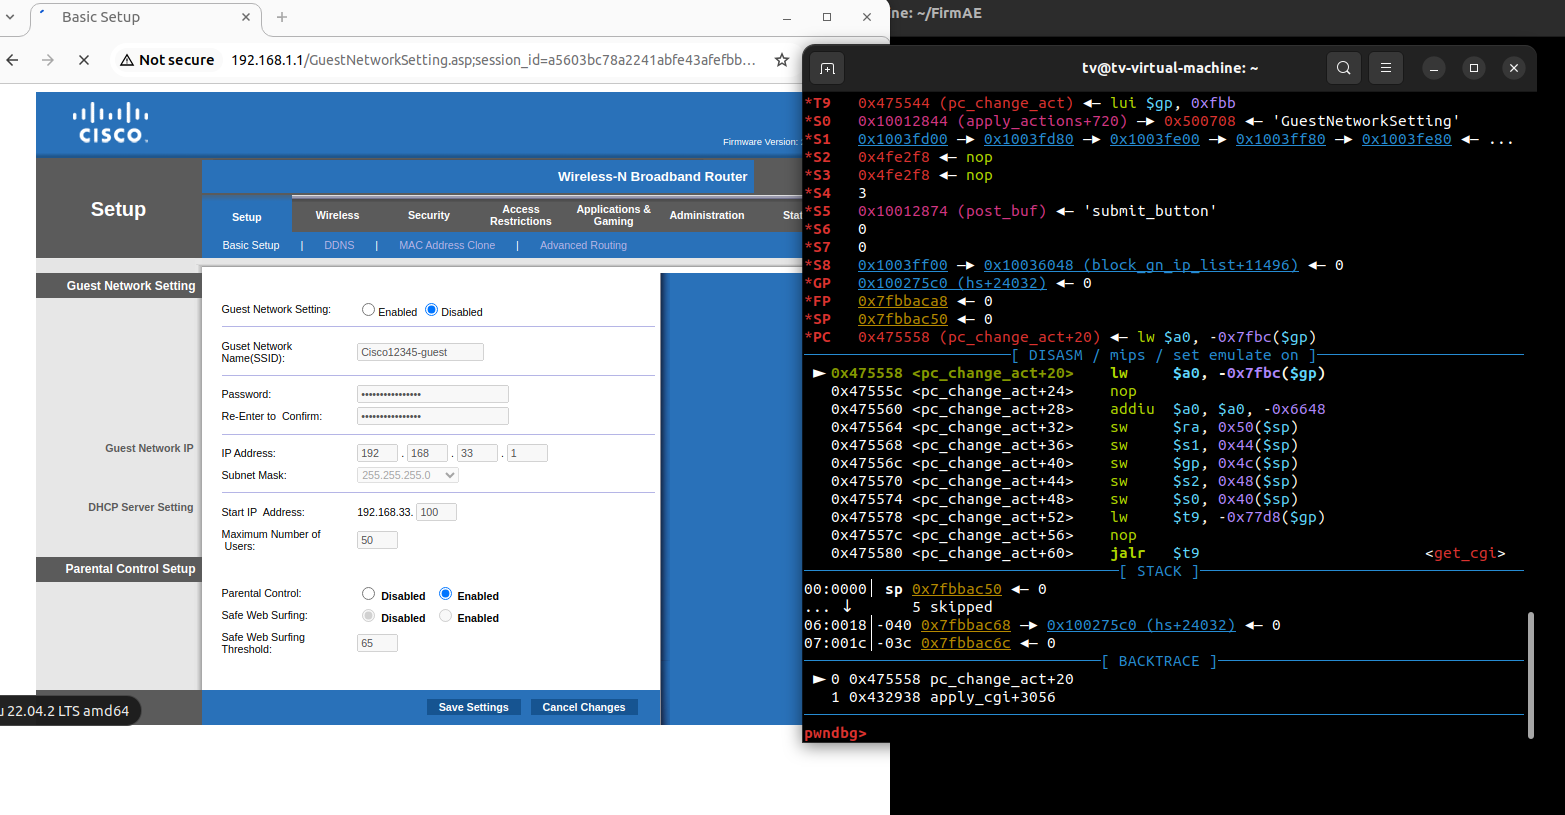 Basic Setup
ne: ~/FirmAE
Not secure
192.168.1.1/GuestNetworkSetting.asp;session_id=a5603bc78a2241abfe43afefbb…
CISCO
Firmware Version:
Wireless-N Broadband Router
Setup
Setup
Wireless
Security
Access Restrictions
Applications & Gaming
Administration
Stat
Basic Setup | DDNS | MAC Address Clone | Advanced Routing
Guest Network Setting
Guest Network Setting: Enabled Disabled
Guset Network
Name(SSID):
Cisco12345-guest
Password: ••••••••••••••••
Re-Enter to Confirm: ••••••••••••••••
Guest Network IP
IP Address: 192 . 168 . 33 . 1
Subnet Mask: 255.255.255.0
DHCP Server Setting
Start IP Address: 192.168.33. 100
Maximum Number of
Users:
50
Parental Control Setup
Parental Control: Disabled Enabled
Safe Web Surfing: Disabled Enabled
Safe Web Surfing
Threshold:
65
Save Settings Cancel Changes
u 22.04.2 LTS amd64
tv@tv-virtual-machine: ~
*T9 0x475544 (pc_change_act) ◂— lui $gp, 0xfbb
*S0 0x10012844 (apply_actions+720) —▸ 0x500708 ◂— 'GuestNetworkSetting'
*S1 0x1003fd00 —▸ 0x1003fd80 —▸ 0x1003fe00 —▸ 0x1003ff80 —▸ 0x1003fe80 ◂— ...
*S2 0x4fe2f8 ◂— nop
*S3 0x4fe2f8 ◂— nop
*S4 3
*S5 0x10012874 (post_buf) ◂— 'submit_button'
*S6 0
*S7 0
*S8 0x1003ff00 —▸ 0x10036048 (block_gn_ip_list+11496) ◂— 0
*GP 0x100275c0 (hs+24032) ◂— 0
*FP 0x7fbbaca8 ◂— 0
*SP 0x7fbbac50 ◂— 0
*PC 0x475558 (pc_change_act+20) ◂— lw $a0, -0x7fbc($gp)
[ DISASM / mips / set emulate on ]
► 0x475558 <pc_change_act+20> lw $a0, -0x7fbc($gp)
0x47555c <pc_change_act+24> nop
0x475560 <pc_change_act+28> addiu $a0, $a0, -0x6648
0x475564 <pc_change_act+32> sw $ra, 0x50($sp)
0x475568 <pc_change_act+36> sw $s1, 0x44($sp)
0x47556c <pc_change_act+40> sw $gp, 0x4c($sp)
0x475570 <pc_change_act+44> sw $s2, 0x48($sp)
0x475574 <pc_change_act+48> sw $s0, 0x40($sp)
0x475578 <pc_change_act+52> lw $t9, -0x77d8($gp)
0x47557c <pc_change_act+56> nop
0x475580 <pc_change_act+60> jalr $t9 <get_cgi>
[ STACK ]
00:0000│ sp 0x7fbbac50 ◂— 0
... ↓ 5 skipped
06:0018│-040 0x7fbbac68 —▸ 0x100275c0 (hs+24032) ◂— 0
07:001c│-03c 0x7fbbac6c ◂— 0
[ BACKTRACE ]
► 0 0x475558 pc_change_act+20
1 0x432938 apply_cgi+3056
pwndbg>